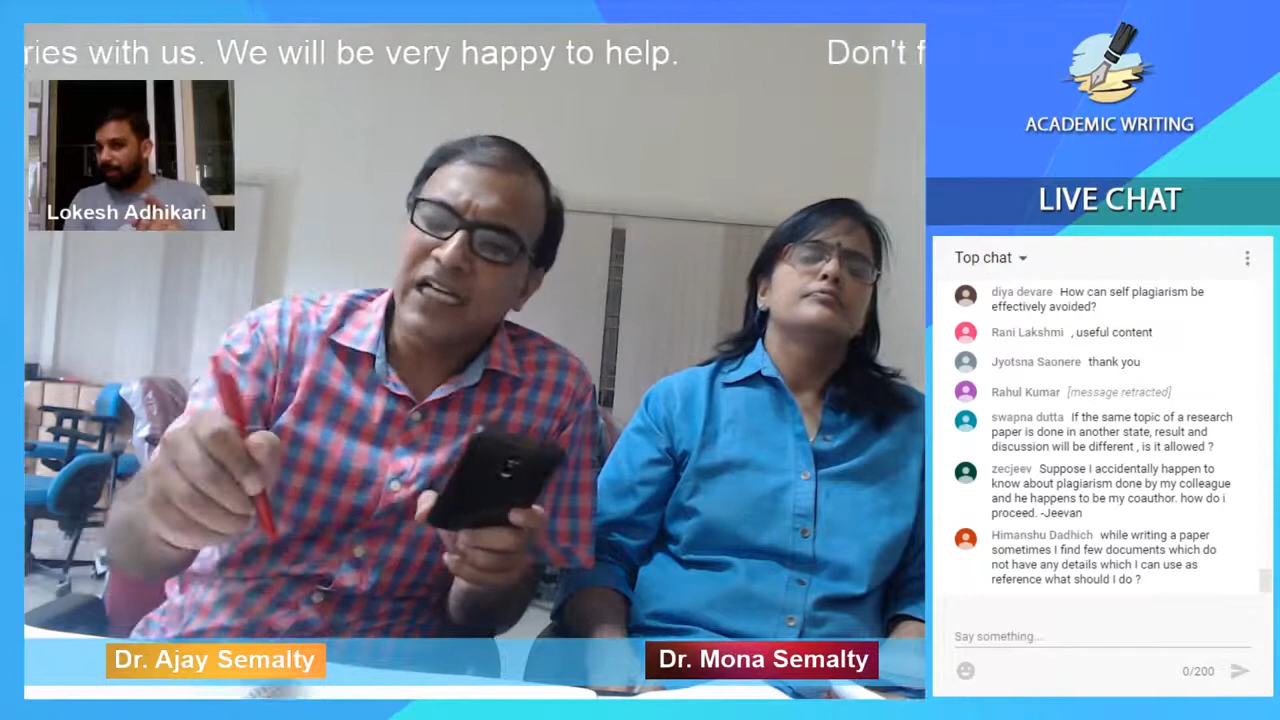 ries with us. We will be very happy to help. Don't f
Lokesh Adhikari
Dr. Ajay Semalty
Dr. Mona Semalty
ACADEMIC WRITING
LIVE CHAT
Top chat
diya devare How can self plagiarism be
effectively avoided?
Rani Lakshmi , useful content
Jyotsna Saonere thank you
Rahul Kumar [message retracted]
swapna dutta If the same topic of a research
paper is done in another state, result and
discussion will be different , is it allowed ?
zecjeev Suppose I accidentally happen to
know about plagiarism done by my colleague
and he happens to be my coauthor. how do i
proceed. -Jeevan
Himanshu Dadhich while writing a paper
sometimes I find few documents which do
not have any details which I can use as
reference what should I do ?
Say something...
0/200